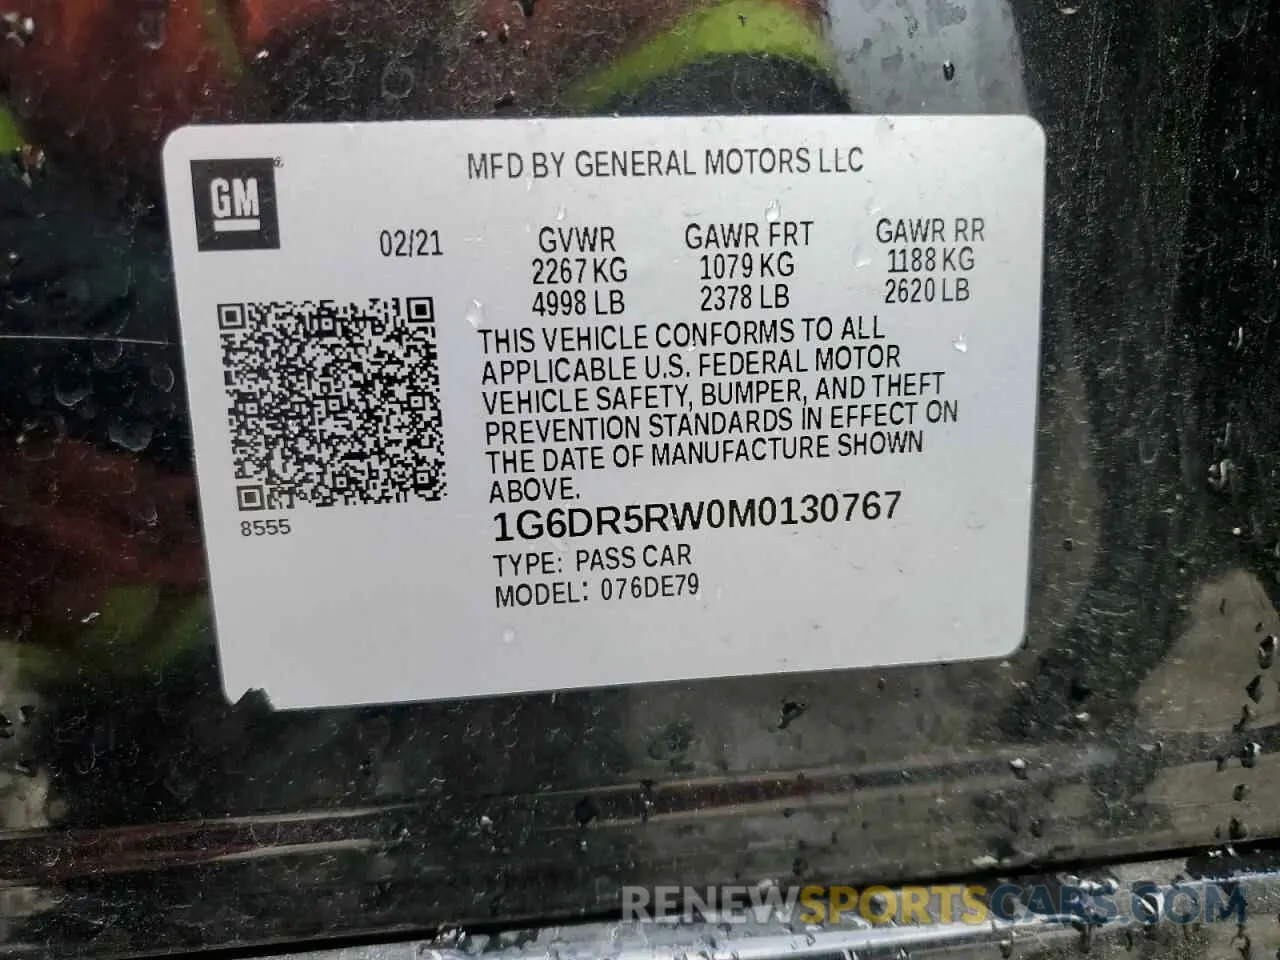 MFD BY GENERAL MOTORS LLC
GM
02/21
GVWR GAWR FRT GAWR RR
2267 KG 1079 KG 1188 KG
4998 LB 2378 LB 2620 LB
THIS VEHICLE CONFORMS TO ALL
APPLICABLE U.S. FEDERAL MOTOR
VEHICLE SAFETY, BUMPER, AND THEFT
PREVENTION STANDARDS IN EFFECT ON
THE DATE OF MANUFACTURE SHOWN
ABOVE.
8555
1G6DR5RW0M0130767
TYPE: PASS CAR
MODEL: 076DE79
RENEWSPORTSCARS.COM